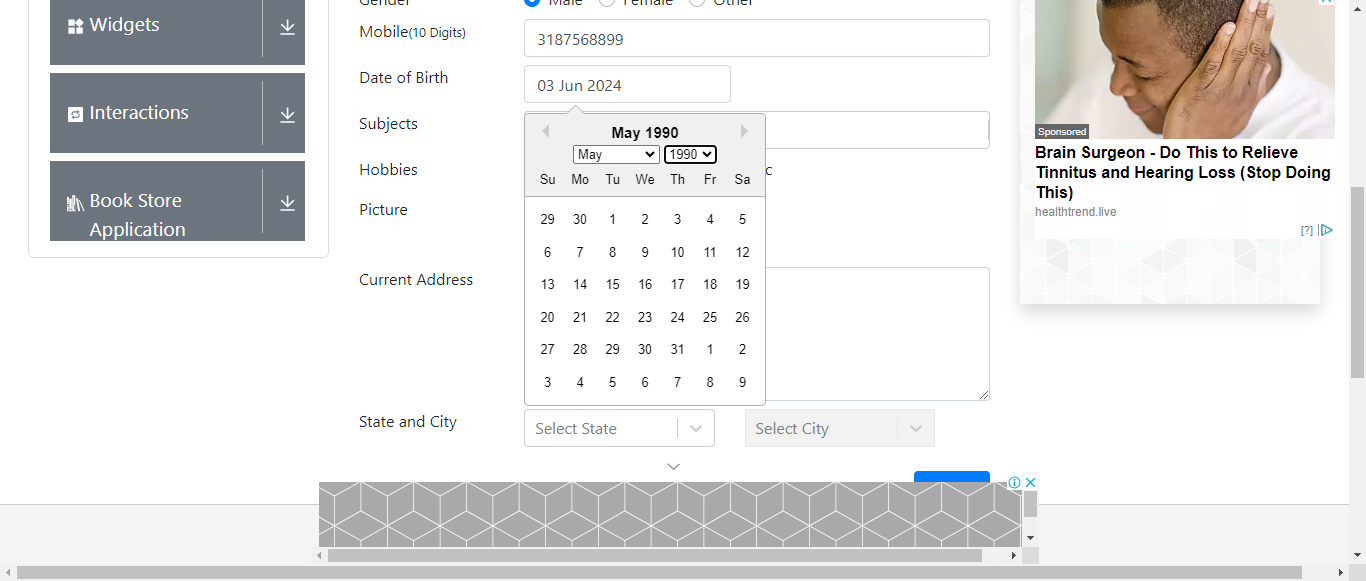 Widgets
Interactions
Book Store
Application
Gender
Male
Female
Other
Mobile(10 Digits)
3187568899
Date of Birth
03 Jun 2024
Subjects
Hobbies
c
Picture
Current Address
May 1990
May
1990
Su Mo Tu We Th Fr Sa
29 30 1 2 3 4 5
6 7 8 9 10 11 12
13 14 15 16 17 18 19
20 21 22 23 24 25 26
27 28 29 30 31 1 2
3 4 5 6 7 8 9
State and City
Select State
Select City
Sponsored
Brain Surgeon - Do This to Relieve
Tinnitus and Hearing Loss (Stop Doing
This)
healthtrend.live
[?]